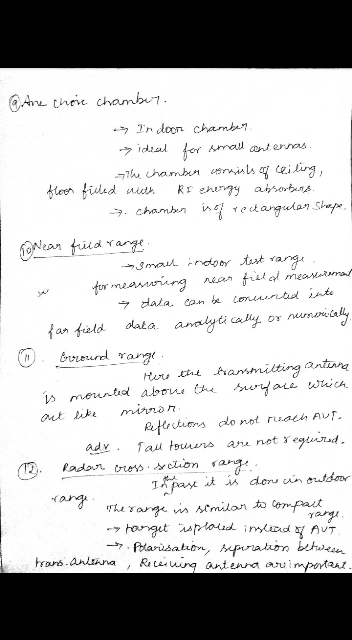 ⑨ Ane choic chamber.
→ Indoor chamber.
→ ideal for small antennas.
→ The chamber consists of ceiling,
floor filled with RF energy absorbers.
→. chamber is of rectangular shape.
⑩ Near field range.
→ Small indoor test range
for measuring near field measurement
→ data can be converted into
far field data analytically or numerically.
⑪. Ground range.
Here the transmitting antenna
is mounted above the surface which
act like mirror.
Reflections do not reach AUT.
adv. Tall towers are not required.
⑫. Radar cross-section range.
In the past it is done in outdoor
range.
The range is similar to compact
range.
→ target is placed instead of AUT.
→. Polarisation, seperation between
trans. antenna, Receiving antenna are important.